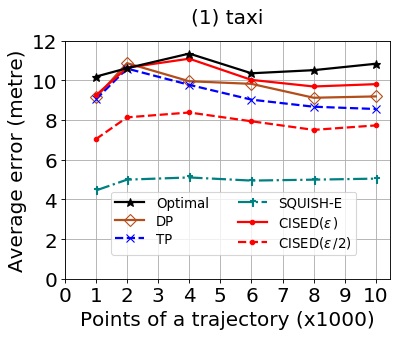 (1) taxi
Average error (metre)
12
10
8
6
4
2
0
Optimal
DP
TP
SQUISH-E
CISED(ε)
CISED(ε/2)
0 1 2 3 4 5 6 7 8 9 10
Points of a trajectory (x1000)